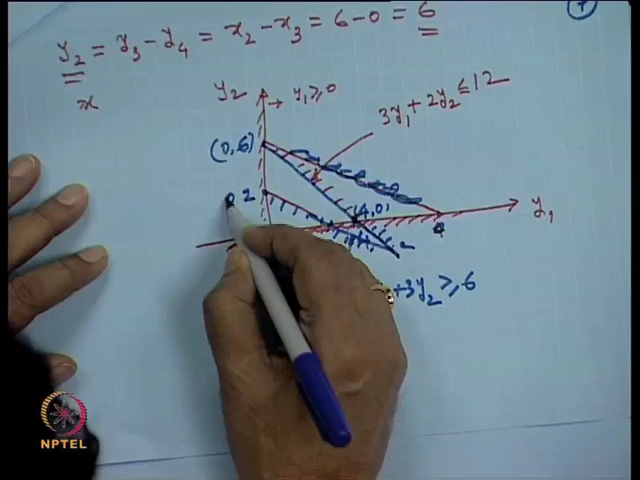 7
y₂ = y₃ - y₄ = x₂ - x₃ = 6 - 0 = 6
x
y₂
y₁ ≥ 0
3y₁ + 2y₂ ≤ 12
(0,6)
2
(4,0)
y₁
+3y₂ ≥ 6
NPTEL